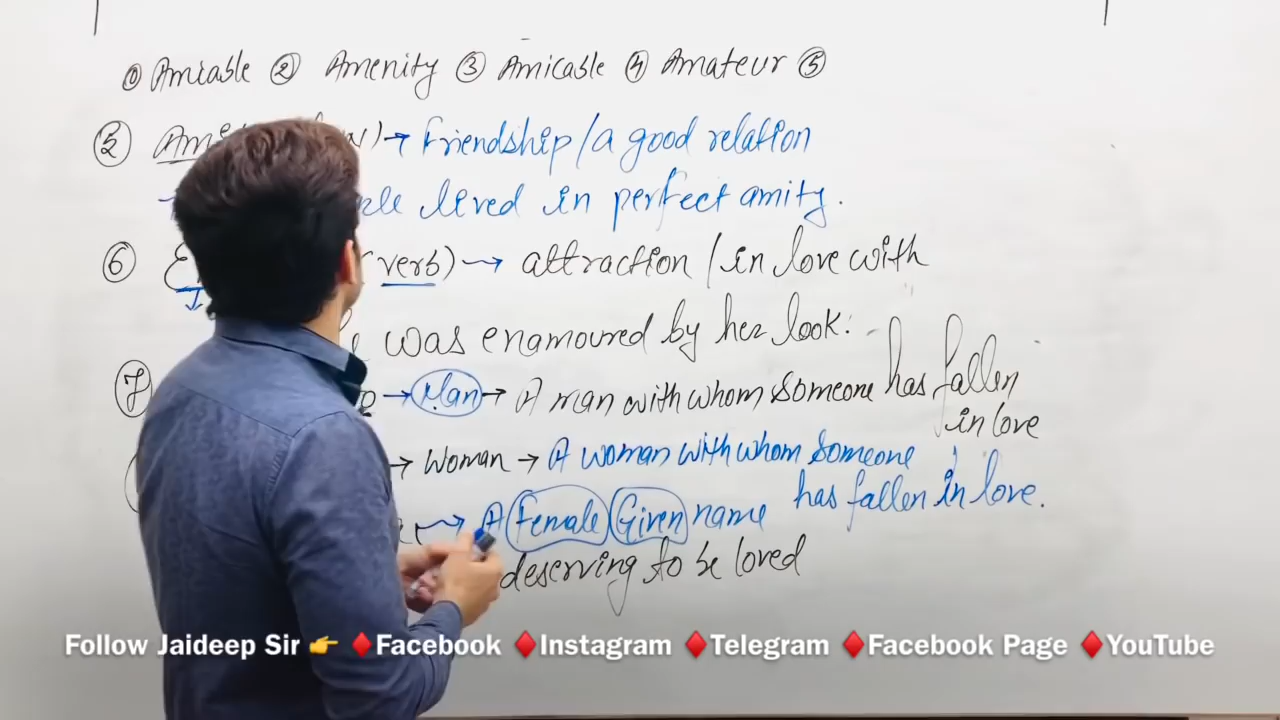 ① Amiable ② Amenity ③ Amicable ④ Amateur ⑤
⑤ Ami → Friendship/a good relation
lived in perfect amity.
⑥ (verb) → attraction / in love with
was enamoured by her look.
⑦ → Man → A man with whom someone has fallen
in love
→ Woman → A woman with whom someone
has fallen in love.
→ A Female Given name
deserving to be loved
Follow Jaideep Sir 👉 ♦Facebook ♦Instagram ♦Telegram ♦Facebook Page ♦YouTube